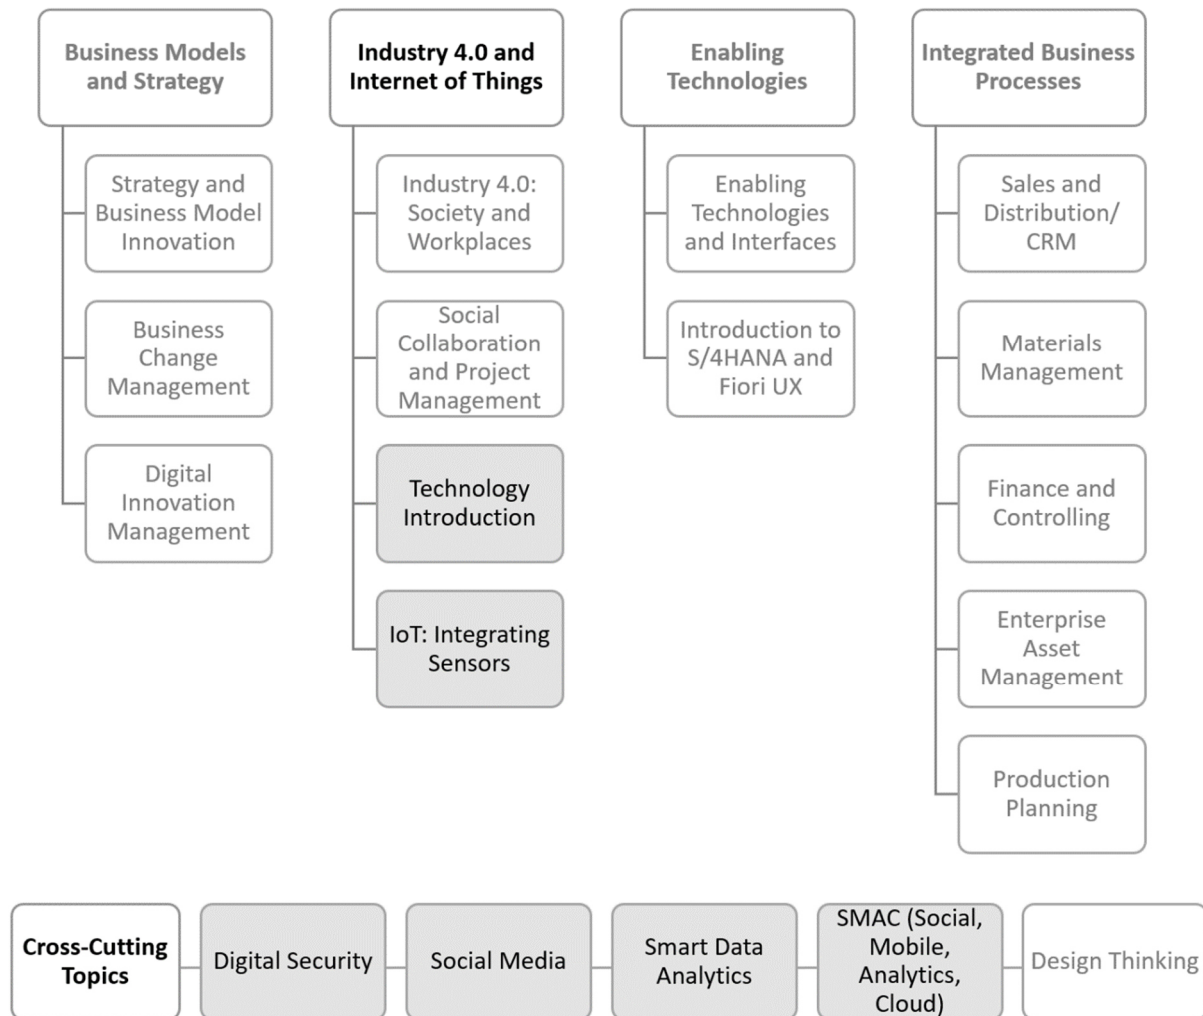 Business Models
and Strategy
Strategy and
Business Model
Innovation
Business
Change
Management
Digital
Innovation
Management
Industry 4.0 and
Internet of Things
Industry 4.0:
Society and
Workplaces
Social
Collaboration
and Project
Management
Technology
Introduction
IoT: Integrating
Sensors
Enabling
Technologies
Enabling
Technologies
and Interfaces
Introduction to
S/4HANA and
Fiori UX
Integrated Business
Processes
Sales and
Distribution/
CRM
Materials
Management
Finance and
Controlling
Enterprise
Asset
Management
Production
Planning
Cross-Cutting
Topics
Digital Security
Social Media
Smart Data
Analytics
SMAC (Social,
Mobile,
Analytics,
Cloud)
Design Thinking